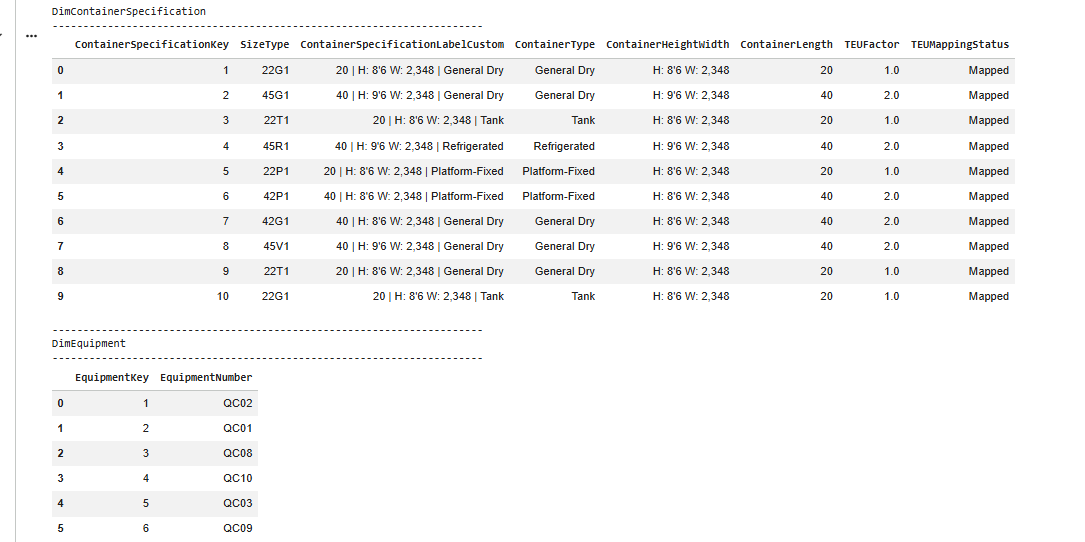 DimContainerSpecification
----------------------------------------------------------------------
ContainerSpecificationKey SizeType ContainerSpecificationLabelCustom ContainerType ContainerHeightWidth ContainerLength TEUFactor TEUMappingStatus
0 1 22G1 20 | H: 8'6 W: 2,348 | General Dry General Dry H: 8'6 W: 2,348 20 1.0 Mapped
1 2 45G1 40 | H: 9'6 W: 2,348 | General Dry General Dry H: 9'6 W: 2,348 40 2.0 Mapped
2 3 22T1 20 | H: 8'6 W: 2,348 | Tank Tank H: 8'6 W: 2,348 20 1.0 Mapped
3 4 45R1 40 | H: 9'6 W: 2,348 | Refrigerated Refrigerated H: 9'6 W: 2,348 40 2.0 Mapped
4 5 22P1 20 | H: 8'6 W: 2,348 | Platform-Fixed Platform-Fixed H: 8'6 W: 2,348 20 1.0 Mapped
5 6 42P1 40 | H: 8'6 W: 2,348 | Platform-Fixed Platform-Fixed H: 8'6 W: 2,348 40 2.0 Mapped
6 7 42G1 40 | H: 8'6 W: 2,348 | General Dry General Dry H: 8'6 W: 2,348 40 2.0 Mapped
7 8 45V1 40 | H: 9'6 W: 2,348 | General Dry General Dry H: 9'6 W: 2,348 40 2.0 Mapped
8 9 22T1 20 | H: 8'6 W: 2,348 | General Dry General Dry H: 8'6 W: 2,348 20 1.0 Mapped
9 10 22G1 20 | H: 8'6 W: 2,348 | Tank Tank H: 8'6 W: 2,348 20 1.0 Mapped
----------------------------------------------------------------------
DimEquipment
----------------------------------------------------------------------
EquipmentKey EquipmentNumber
0 1 QC02
1 2 QC01
2 3 QC08
3 4 QC10
4 5 QC03
5 6 QC09